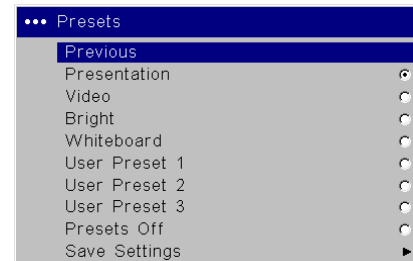 ••• Presets
Previous
Presentation
Video
Bright
Whiteboard
User Preset 1
User Preset 2
User Preset 3
Presets Off
Save Settings